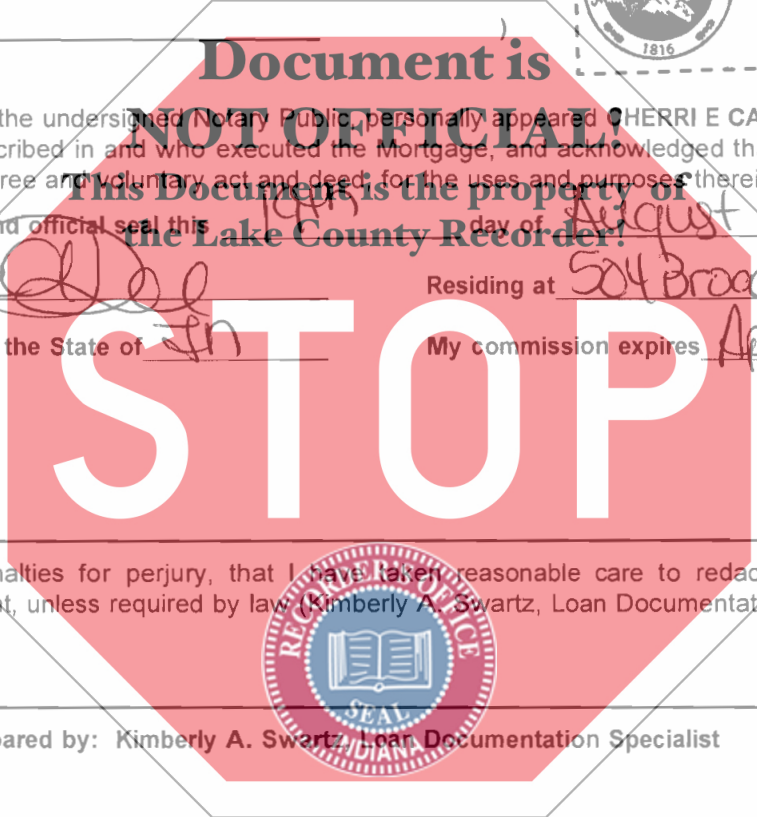 1816
Document is
NOT OFFICIAL!
This Document is the property of
the Lake County Recorder!
the undersigned Notary Public, personally appeared CHERRI E CA
cribed in and who executed the Mortgage, and acknowledged th
ree and voluntary act and deed, for the uses and purposes therei
nd official seal this 19th day of August
Residing at 504 Broad
the State of In My commission expires Ap
STOP
nalties for perjury, that I have taken reasonable care to redac
t, unless required by law (Kimberly A. Swartz, Loan Documentat
RECORDER'S OFFICE
SEAL
INDIANA
pared by: Kimberly A. Swartz, Loan Documentation Specialist